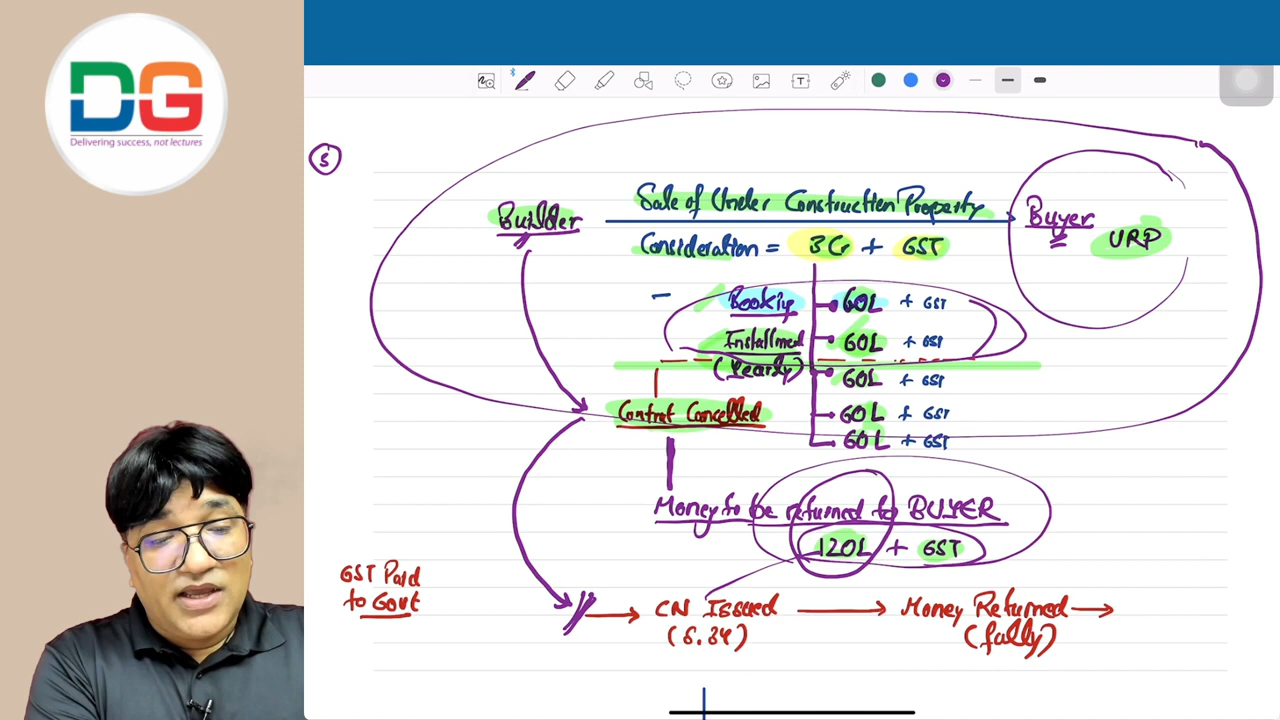 DG
Delivering success, not lectures
T
5
Sale of Under Construction Property
Builder
Buyer
URP
Consideration = 3Cr + GST
- Booking 60L + GST
Installment 60L + GST
(Yearly) 60L + GST
Contract Cancelled 60L + GST
60L + GST
Money to be returned to BUYER
120L + GST
GST Paid
to Govt
CN Issued
(S.34)
Money Returned
(fully)